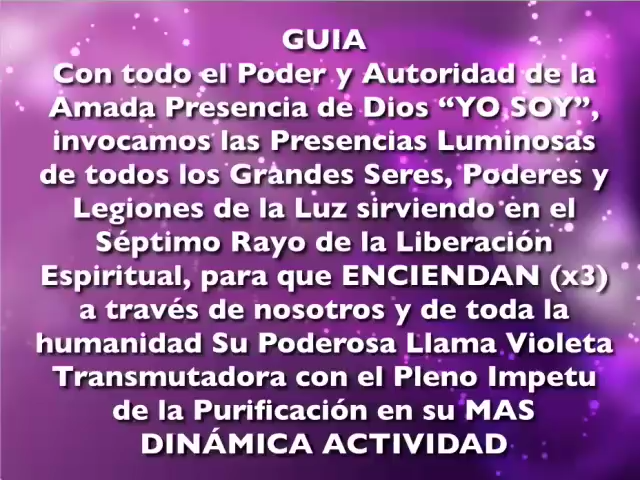 GUIA
Con todo el Poder y Autoridad de la
Amada Presencia de Dios “YO SOY”,
invocamos las Presencias Luminosas
de todos los Grandes Seres, Poderes y
Legiones de la Luz sirviendo en el
Séptimo Rayo de la Liberación
Espiritual, para que ENCIENDAN (x3)
a través de nosotros y de toda la
humanidad Su Poderosa Llama Violeta
Transmutadora con el Pleno Impetu
de la Purificación en su MAS
DINÁMICA ACTIVIDAD